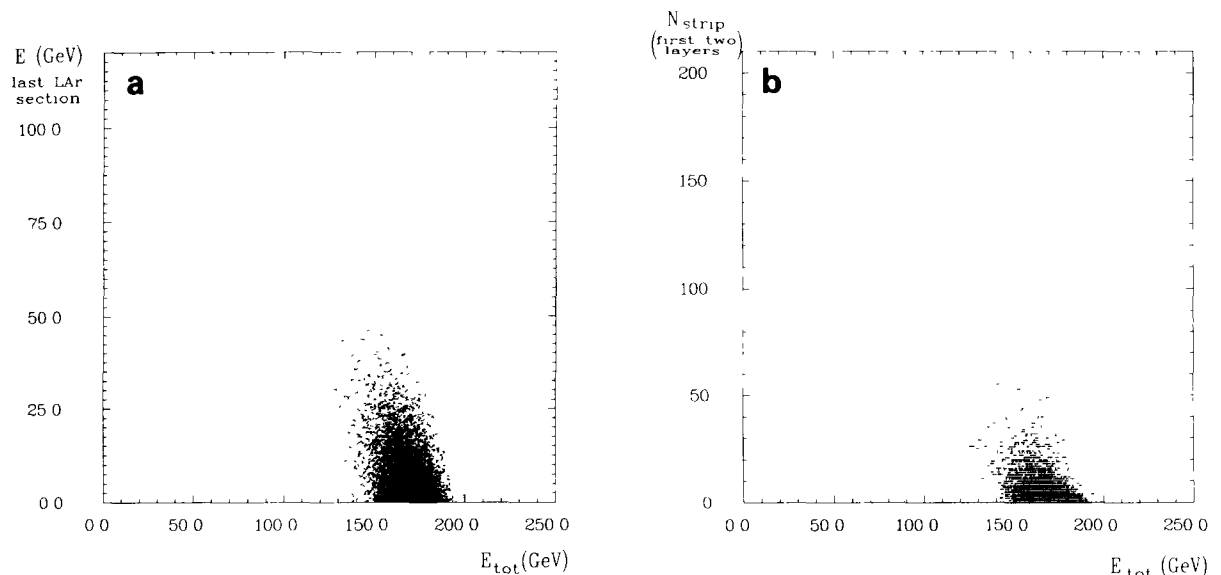 E (GeV)
last LAr
section
a
100 0
75 0
50 0
25 0
0 0
0 0
50 0
100 0
150 0
200 0
250 0
E_tot (GeV)
N_strip
(first two
layers)
b
200
150
100
50
0
0 0
50 0
100 0
150 0
200 0
250 0
E_tot (GeV)